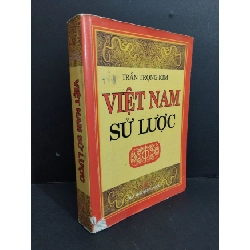 TRẦN TRỌNG KIM
VIỆT NAM
SỬ LƯỢC
VIỆT NAM SỬ LƯỢC